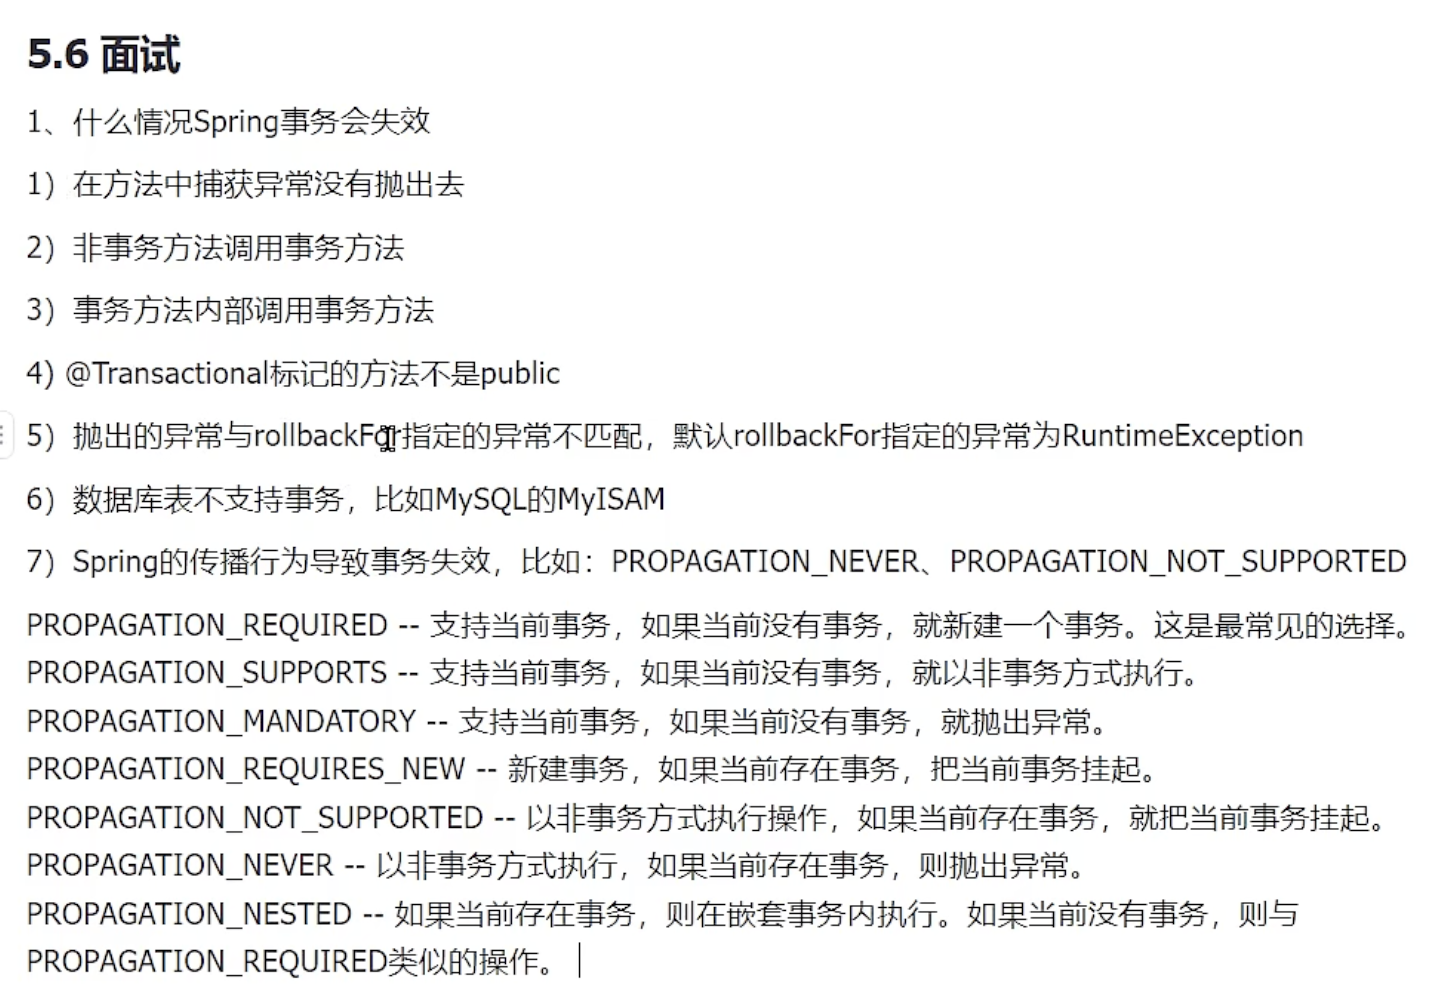 5.6 面试
1、什么情况Spring事务会失效
1）在方法中捕获异常没有抛出去
2）非事务方法调用事务方法
3）事务方法内部调用事务方法
4) @Transactional标记的方法不是public
5）抛出的异常与rollbackFor指定的异常不匹配，默认rollbackFor指定的异常为RuntimeException
6）数据库表不支持事务，比如MySQL的MyISAM
7）Spring的传播行为导致事务失效，比如：PROPAGATION_NEVER、PROPAGATION_NOT_SUPPORTED
PROPAGATION_REQUIRED -- 支持当前事务，如果当前没有事务，就新建一个事务。这是最常见的选择。
PROPAGATION_SUPPORTS -- 支持当前事务，如果当前没有事务，就以非事务方式执行。
PROPAGATION_MANDATORY -- 支持当前事务，如果当前没有事务，就抛出异常。
PROPAGATION_REQUIRES_NEW -- 新建事务，如果当前存在事务，把当前事务挂起。
PROPAGATION_NOT_SUPPORTED -- 以非事务方式执行操作，如果当前存在事务，就把当前事务挂起。
PROPAGATION_NEVER -- 以非事务方式执行，如果当前存在事务，则抛出异常。
PROPAGATION_NESTED -- 如果当前存在事务，则在嵌套事务内执行。如果当前没有事务，则与
PROPAGATION_REQUIRED类似的操作。